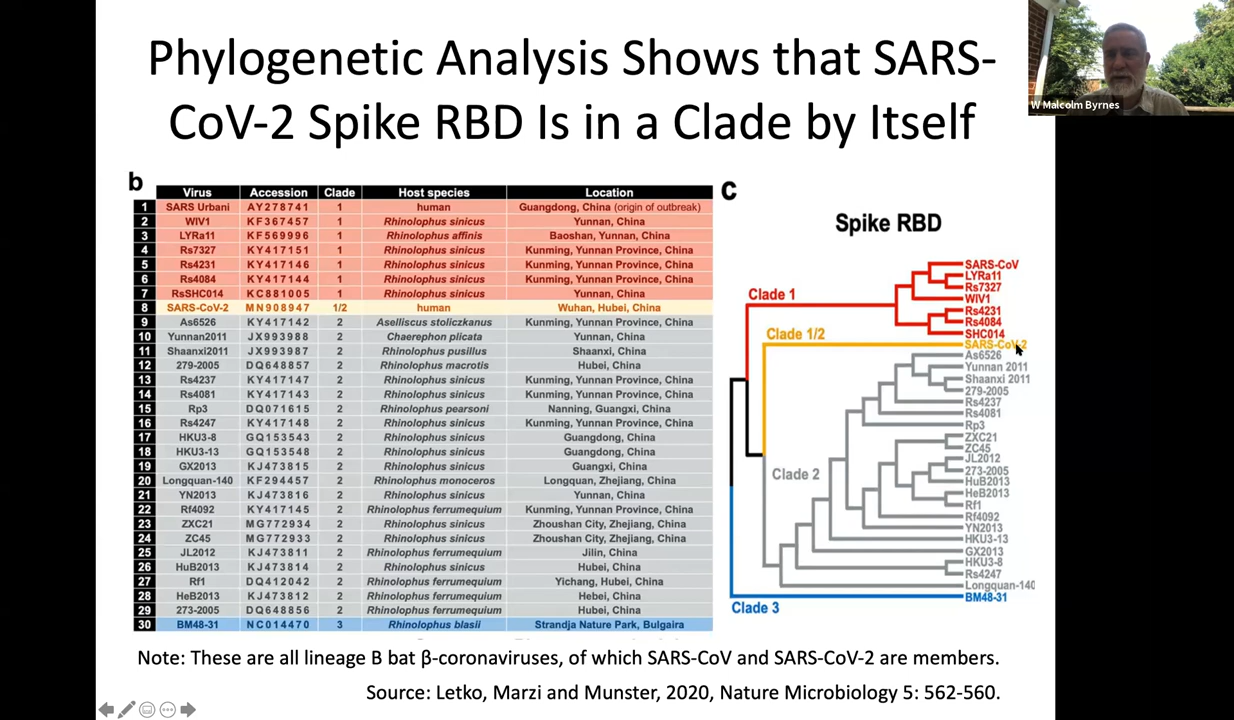 Phylogenetic Analysis Shows that SARS-
CoV-2 Spike RBD Is in a Clade by Itself
W Malcolm Byrnes
b
Virus Accession Clade Host species Location
1 SARS Urbani AY278741 1 human Guangdong, China (origin of outbreak)
2 WIV1 KF367457 1 Rhinolophus sinicus Yunnan, China
3 LYRa11 KF569996 1 Rhinolophus affinis Baoshan, Yunnan, China
4 Rs7327 KY417151 1 Rhinolophus sinicus Kunming, Yunnan Province, China
5 Rs4231 KY417146 1 Rhinolophus sinicus Kunming, Yunnan Province, China
6 Rs4084 KY417144 1 Rhinolophus sinicus Kunming, Yunnan Province, China
7 RsSHC014 KC881005 1 Rhinolophus sinicus Yunnan, China
8 SARS-CoV-2 MN908947 1/2 human Wuhan, Hubei, China
9 As6526 KY417142 2 Aselliscus stoliczkanus Kunming, Yunnan Province, China
10 Yunnan2011 JX993988 2 Chaerephon plicata Yunnan, China
11 Shaanxi2011 JX993987 2 Rhinolophus pusillus Shaanxi, China
12 279-2005 DQ648857 2 Rhinolophus macrotis Hubei, China
13 Rs4237 KY417147 2 Rhinolophus sinicus Kunming, Yunnan Province, China
14 Rs4081 KY417143 2 Rhinolophus sinicus Kunming, Yunnan Province, China
15 Rp3 DQ071615 2 Rhinolophus pearsoni Nanning, Guangxi, China
16 Rs4247 KY417148 2 Rhinolophus sinicus Kunming, Yunnan Province, China
17 HKU3-8 GQ153543 2 Rhinolophus sinicus Guangdong, China
18 HKU3-13 GQ153548 2 Rhinolophus sinicus Guangdong, China
19 GX2013 KJ473815 2 Rhinolophus sinicus Guangxi, China
20 Longquan-140 KF294457 2 Rhinolophus monoceros Longquan, Zhejiang, China
21 YN2013 KJ473816 2 Rhinolophus sinicus Yunnan, China
22 Rf4092 KY417145 2 Rhinolophus ferrumequium Kunming, Yunnan Province, China
23 ZXC21 MG772934 2 Rhinolophus sinicus Zhoushan City, Zhejiang, China
24 ZC45 MG772933 2 Rhinolophus sinicus Zhoushan City, Zhejiang, China
25 JL2012 KJ473811 2 Rhinolophus ferrumequium Jilin, China
26 HuB2013 KJ473814 2 Rhinolophus sinicus Hubei, China
27 Rf1 DQ412042 2 Rhinolophus ferrumequium Yichang, Hubei, China
28 HeB2013 KJ473812 2 Rhinolophus ferrumequium Hebei, China
29 273-2005 DQ648856 2 Rhinolophus ferrumequium Hubei, China
30 BM48-31 NC014470 3 Rhinolophus blasii Strandja Nature Park, Bulgaira
c
Spike RBD
Clade 1
Clade 1/2
Clade 2
Clade 3
SARS-CoV
LYRa11
Rs7327
WIV1
Rs4231
Rs4084
SHC014
SARS-CoV-2
As6526
Yunnan 2011
Shaanxi 2011
279-2005
Rs4237
Rs4081
Rp3
ZXC21
ZC45
JL2012
273-2005
HuB2013
HeB2013
Rf1
Rf4092
YN2013
HKU3-13
GX2013
HKU3-8
Rs4247
Longquan-140
BM48-31
Note: These are all lineage B bat β-coronaviruses, of which SARS-CoV and SARS-CoV-2 are members.
Source: Letko, Marzi and Munster, 2020, Nature Microbiology 5: 562-560.